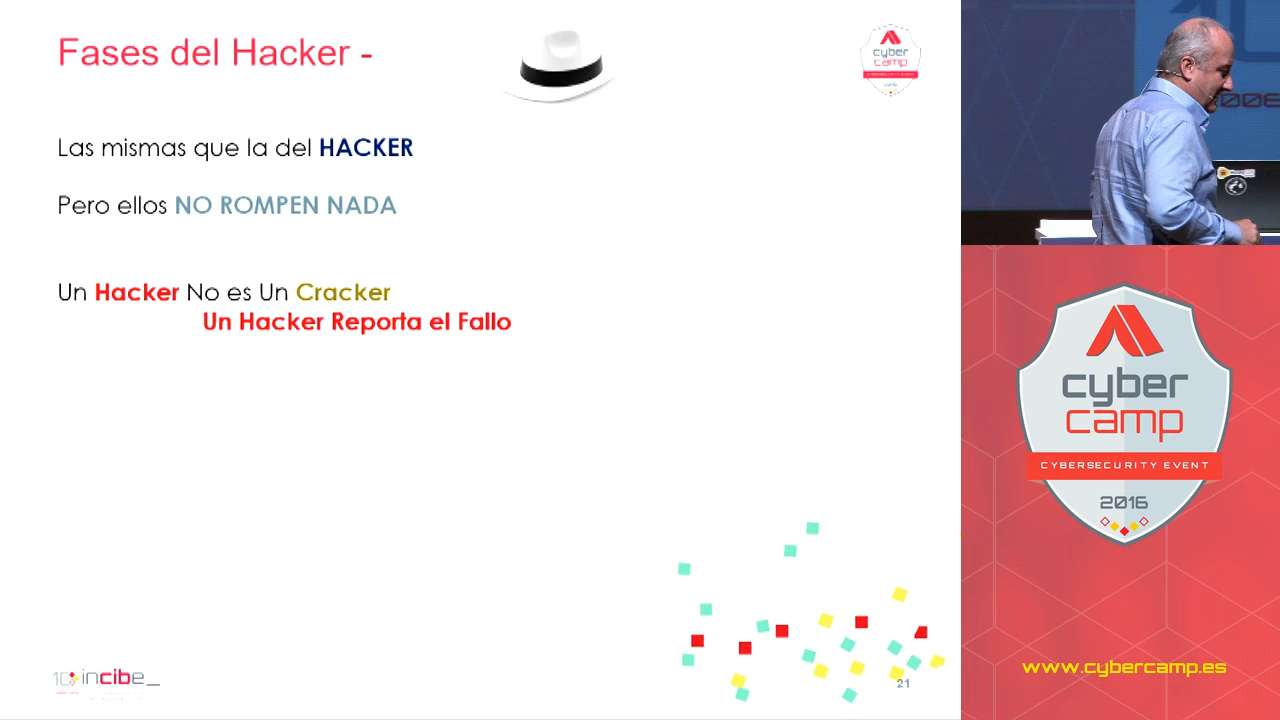 Fases del Hacker -
cyber
camp
Las mismas que la del HACKER
Pero ellos NO ROMPEN NADA
Un Hacker No es Un Cracker
Un Hacker Reporta el Fallo
10 incibe_
21
cyber
camp
CYBERSECURITY EVENT
2016
www.cybercamp.es